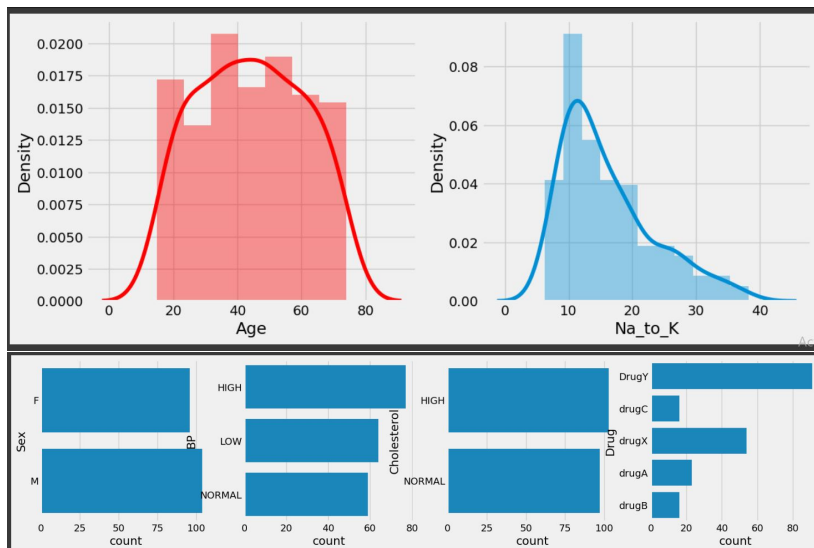 Density
0.0200
0.0175
0.0150
0.0125
0.0100
0.0075
0.0050
0.0025
0.0000
0 20 40 60 80
Age
Density
0.08
0.06
0.04
0.02
0.00
0 10 20 30 40
Na_to_K
Ac
Sex
F
M
0 25 50 75 100
count
BP
HIGH
LOW
NORMAL
0 20 40 60 80
count
Cholesterol
HIGH
NORMAL
0 25 50 75 100
count
Drug
DrugY
drugC
drugX
drugA
drugB
0 20 40 60 80
count